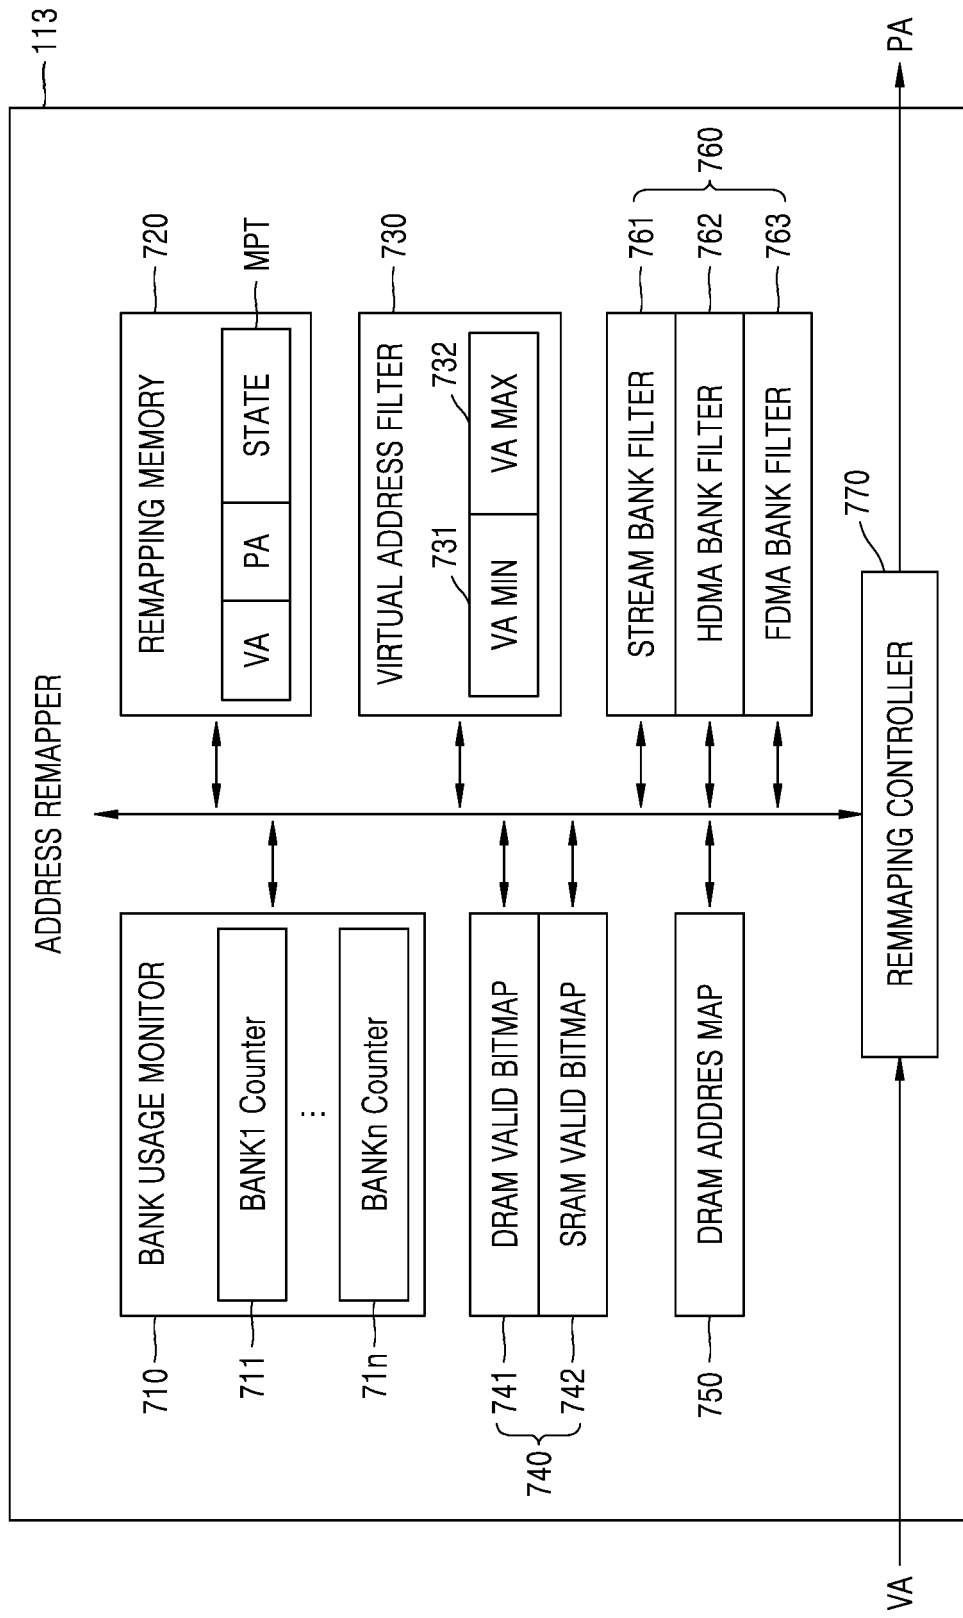 113
ADDRESS REMAPPER
710
BANK USAGE MONITOR
711
BANK1 Counter
⋮
71n
BANKn Counter
720
REMAPPING MEMORY
VA
PA
STATE
MPT
730
VIRTUAL ADDRESS FILTER
731
732
VA MIN
VA MAX
740
741
DRAM VALID BITMAP
742
SRAM VALID BITMAP
750
DRAM ADDRES MAP
760
STREAM BANK FILTER
761
HDMA BANK FILTER
762
FDMA BANK FILTER
763
770
VA
REMMAPING CONTROLLER
PA